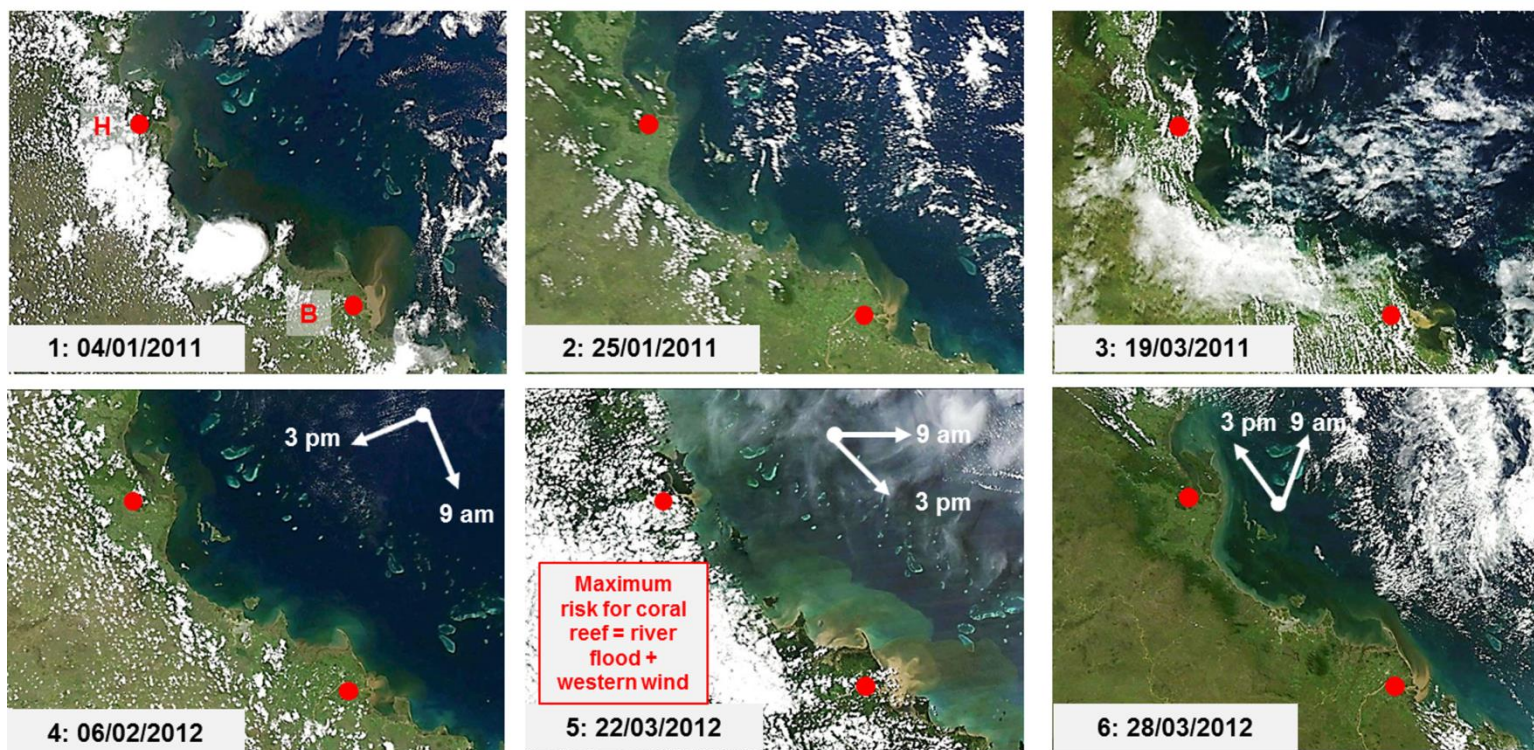 H
B
1: 04/01/2011
2: 25/01/2011
3: 19/03/2011
3 pm
9 am
4: 06/02/2012
9 am
3 pm
Maximum
risk for coral
reef = river
flood +
western wind
5: 22/03/2012
3 pm 9 am
6: 28/03/2012